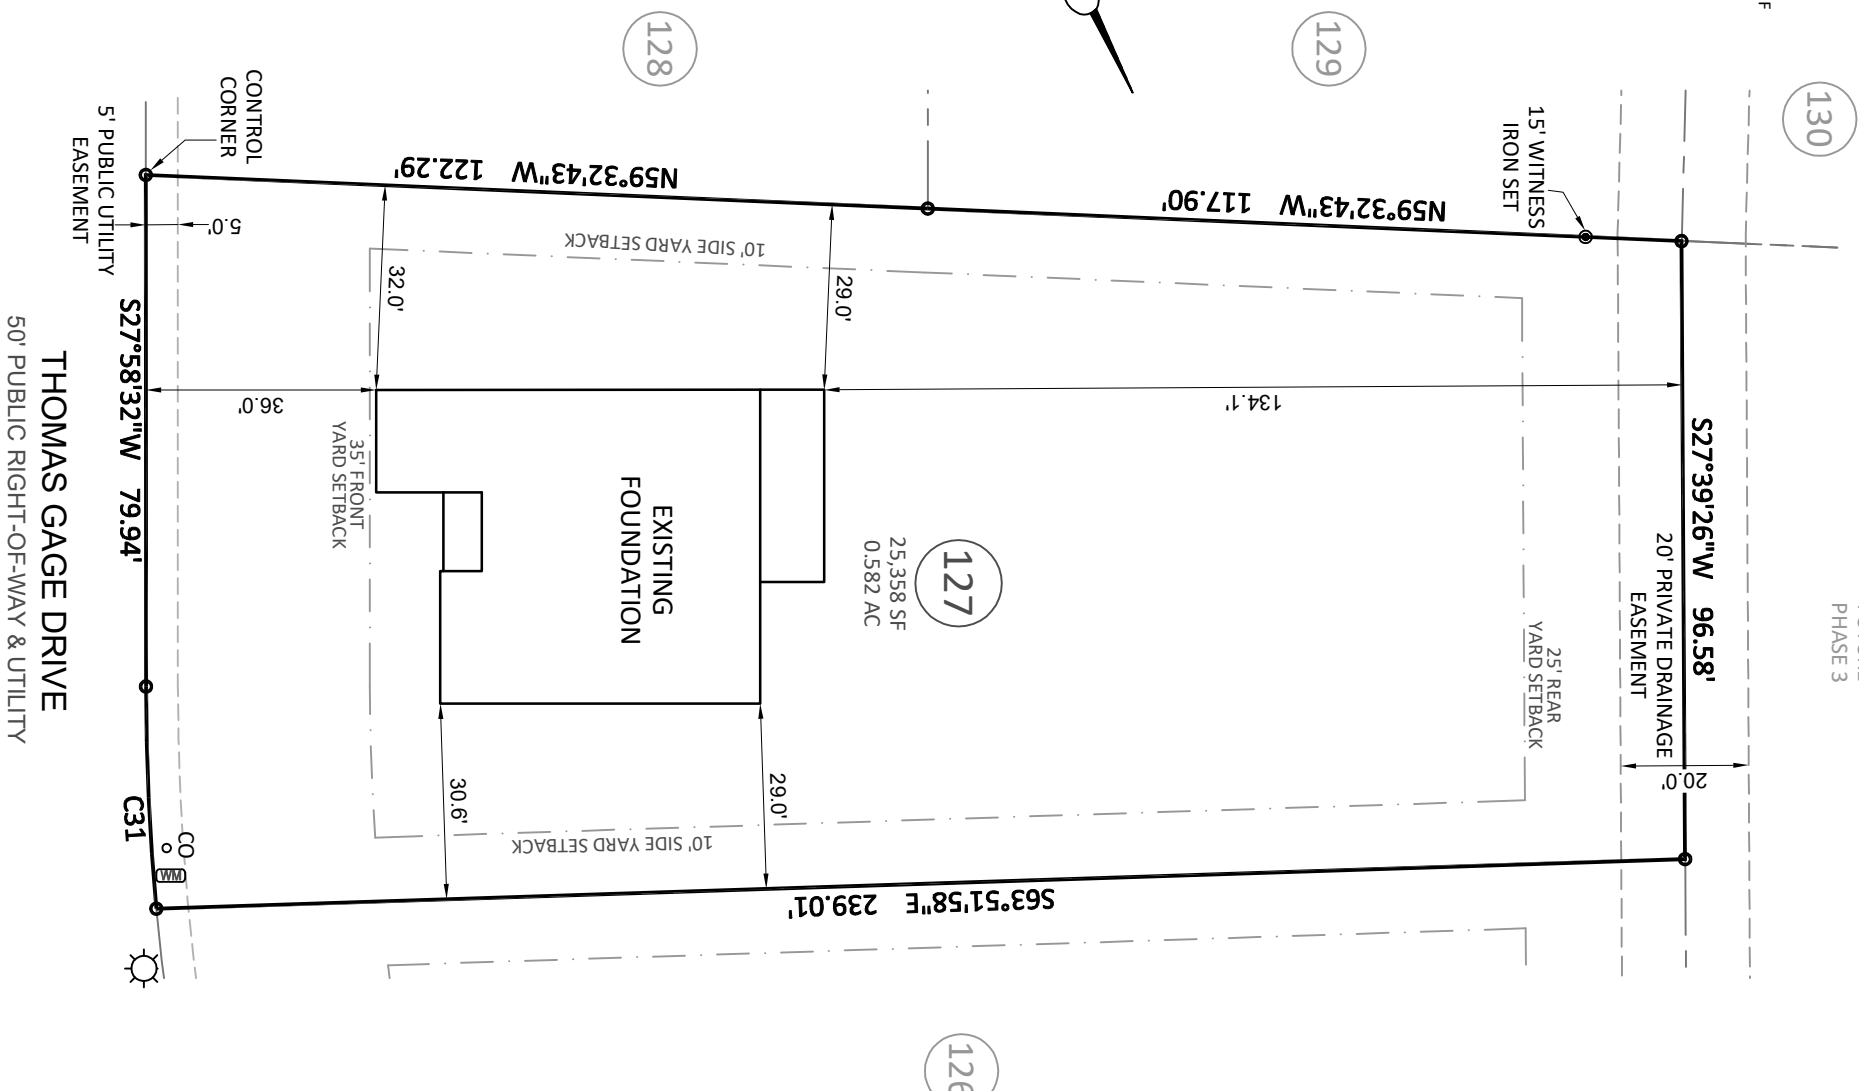 128
129
130
F
CONTROL
CORNER
5' PUBLIC UTILITY
EASEMENT
15' WITNESS
IRON SET
N59°32'43"W 122.29'
N59°32'43"W 117.90'
5.0'
10' SIDE YARD SETBACK
32.0'
29.0'
36.0'
134.1'
S27°58'32"W 79.94'
THOMAS GAGE DRIVE
50' PUBLIC RIGHT-OF-WAY & UTILITY
35' FRONT
YARD SETBACK
EXISTING
FOUNDATION
127
25,358 SF
0.582 AC
25' REAR
YARD SETBACK
20' PRIVATE DRAINAGE
EASEMENT
S27°39'26"W 96.58'
PHASE 3
20.0'
30.6'
29.0'
10' SIDE YARD SETBACK
C31
CO
WM
S63°51'58"E 239.01'
126